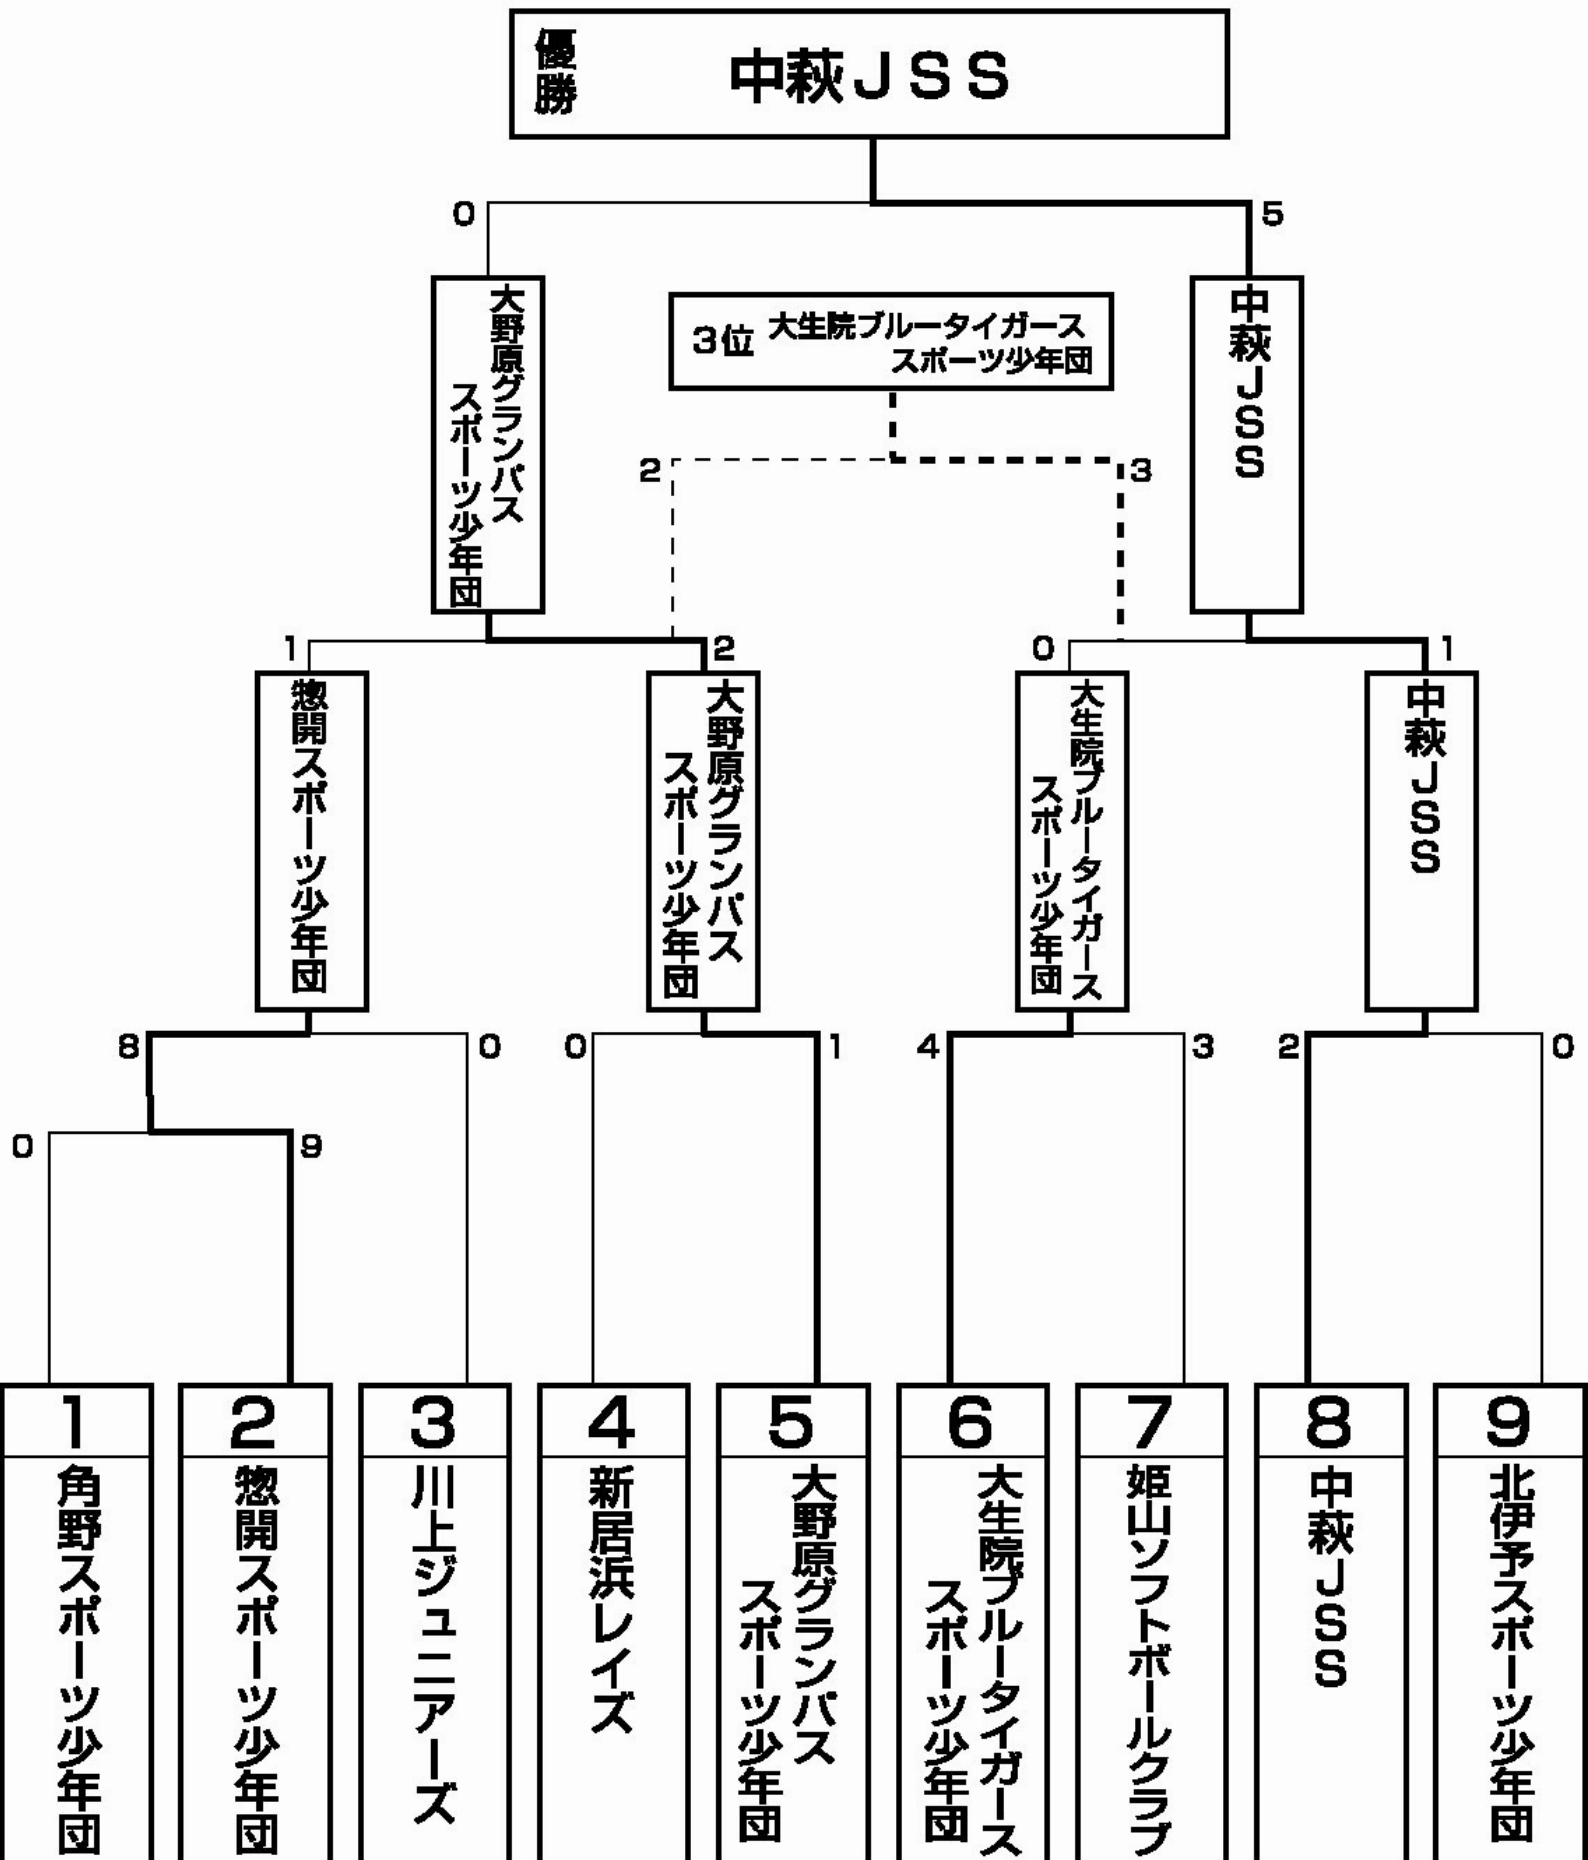 優勝
中萩JSS
0
5
大野原グランパス
スポーツ少年団
3位
大生院ブルータイガース
スポーツ少年団
中萩JSS
2
3
1
2
0
1
惣開スポーツ少年団
大野原グランパス
スポーツ少年団
大生院ブルータイガース
スポーツ少年団
中萩JSS
8
0
0
1
4
3
2
0
0
9
1
角野スポーツ少年団
2
惣開スポーツ少年団
3
川上ジュニアーズ
4
新居浜レイズ
5
大野原グランパス
スポーツ少年団
6
大生院ブルータイガース
スポーツ少年団
7
姫山ソフトボールクラブ
8
中萩JSS
9
北伊予スポーツ少年団